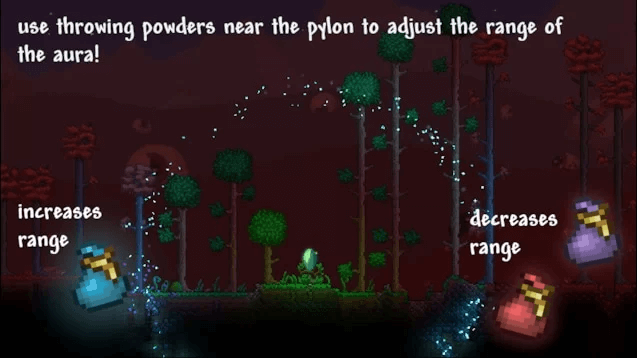 use throwing powders near the pylon to adjust the range of
the aura!
increases
range
decreases
range